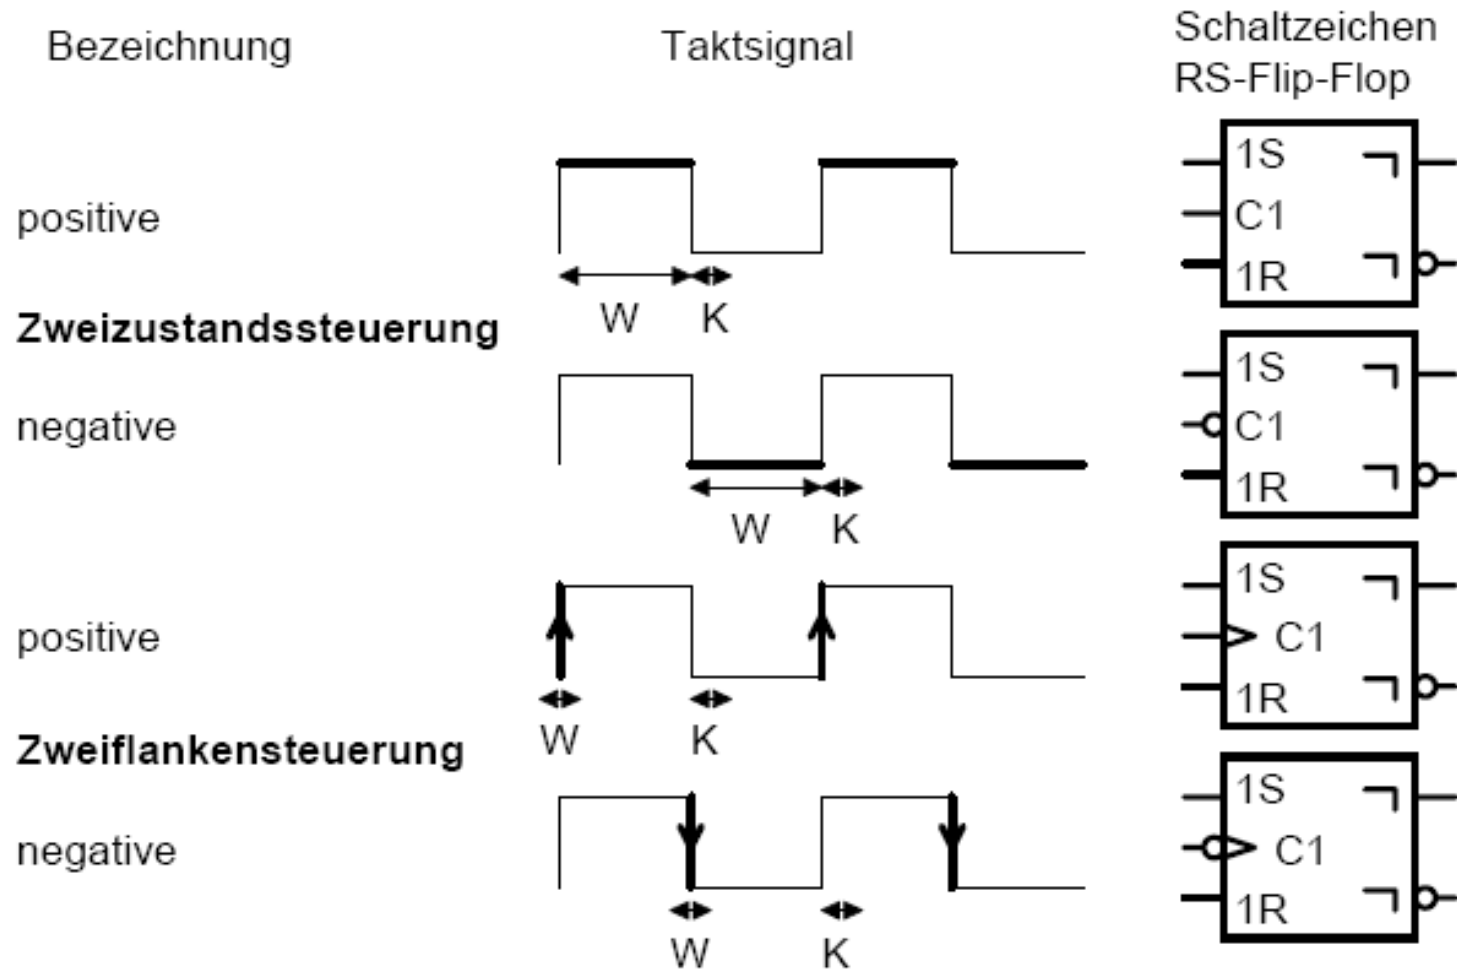 Bezeichnung
Taktsignal
Schaltzeichen
RS-Flip-Flop
positive
W K
1S
C1
1R
Zweizustandssteuerung
negative
W K
1S
C1
1R
positive
W K
1S
C1
1R
Zweiflankensteuerung
negative
W K
1S
C1
1R